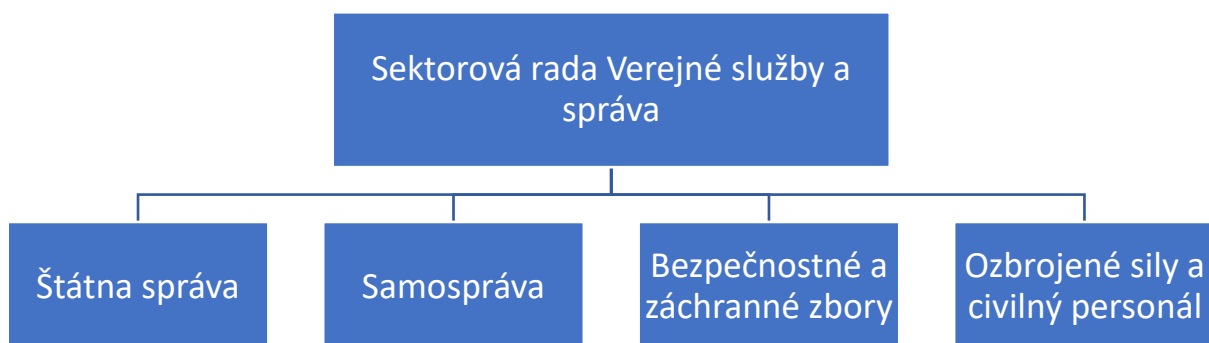 Sektorová rada Verejné služby a
správa
Štátna správa
Samospráva
Bezpečnostné a
záchranné zbory
Ozbrojené sily a
civilný personál